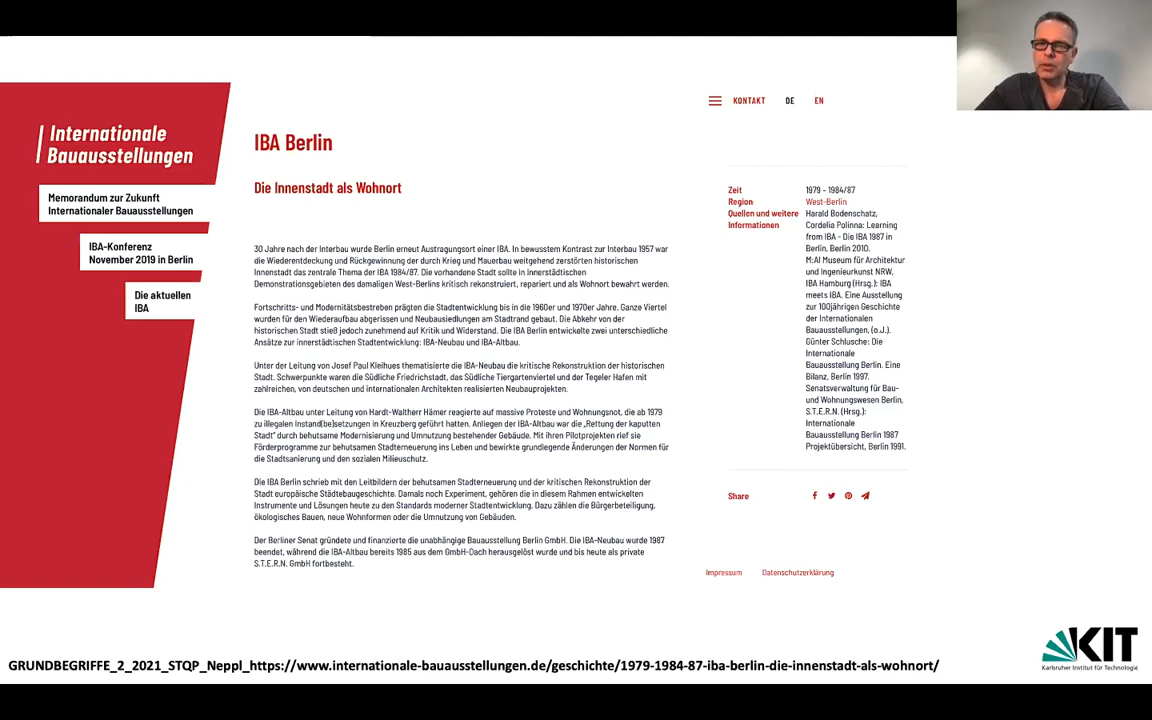 Internationale
Bauausstellungen
Memorandum zur Zukunft
Internationaler Bauausstellungen
IBA-Konferenz
November 2019 in Berlin
Die aktuellen
IBA
KONTAKT DE EN
IBA Berlin
Die Innenstadt als Wohnort
30 Jahre nach der Interbau wurde Berlin erneut Austragungsort einer IBA. In bewusstem Kontrast zur Interbau 1957 war
die Wiederentdeckung und Rückgewinnung der durch Krieg und Mauerbau weitgehend zerstörten historischen
Innenstadt das zentrale Thema der IBA 1984/87. Die vorhandene Stadt sollte in innerstädtischen
Demonstrationsgebieten des damaligen West-Berlins kritisch rekonstruiert, repariert und als Wohnort bewahrt werden.
Fortschritts- und Modernitätsbestreben prägten die Stadtentwicklung bis in die 1960er und 1970er Jahre. Ganze Viertel
wurden für den Wiederaufbau abgerissen und Neubausiedlungen am Stadtrand gebaut. Die Abkehr von der
historischen Stadt stieß jedoch zunehmend auf Kritik und Widerstand. Die IBA Berlin entwickelte zwei unterschiedliche
Ansätze zur innerstädtischen Stadtentwicklung: IBA-Neubau und IBA-Altbau.
Unter der Leitung von Josef Paul Kleihues thematisierte die IBA-Neubau die kritische Rekonstruktion der historischen
Stadt. Schwerpunkte waren die Südliche Friedrichstadt, das Südliche Tiergartenviertel und der Tegeler Hafen mit
zahlreichen, von deutschen und internationalen Architekten realisierten Neubauprojekten.
Die IBA-Altbau unter Leitung von Hardt-Waltherr Hämer reagierte auf massive Proteste und Wohnungsnot, die ab 1979
zu illegalen Instand(be)setzungen in Kreuzberg geführt hatten. Anliegen der IBA-Altbau war die „Rettung der kaputten
Stadt“ durch behutsame Modernisierung und Umnutzung bestehender Gebäude. Mit ihren Pilotprojekten rief sie
Förderprogramme zur behutsamen Stadterneuerung ins Leben und bewirkte grundlegende Änderungen der Normen für
die Stadtsanierung und den sozialen Milieuschutz.
Die IBA Berlin schrieb mit den Leitbildern der behutsamen Stadterneuerung und der kritischen Rekonstruktion der
Stadt europäische Städtebaugeschichte. Damals noch Experiment, gehören die in diesem Rahmen entwickelten
Instrumente und Lösungen heute zu den Standards moderner Stadtentwicklung. Dazu zählen die Bürgerbeteiligung,
ökologisches Bauen, neue Wohnformen oder die Umnutzung von Gebäuden.
Der Berliner Senat gründete und finanzierte die unabhängige Bauausstellung Berlin GmbH. Die IBA-Neubau wurde 1987
beendet, während die IBA-Altbau bereits 1985 aus dem GmbH-Dach herausgelöst wurde und bis heute als private
S.T.E.R.N. GmbH fortbesteht.
Zeit 1979 - 1984/87
Region West-Berlin
Quellen und weitere Harald Bodenschatz,
Informationen Cordelia Polinna: Learning
from IBA - Die IBA 1987 in
Berlin, Berlin 2010.
M:AI Museum für Architektur
und Ingenieurkunst NRW,
IBA Hamburg (Hrsg.): IBA
meets IBA. Eine Ausstellung
zur 100jährigen Geschichte
der Internationalen
Bauausstellungen, (o.J.).
Günter Schlusche: Die
Internationale
Bauausstellung Berlin. Eine
Bilanz, Berlin 1997.
Senatsverwaltung für Bau-
und Wohnungswesen Berlin,
S.T.E.R.N. (Hrsg.):
Internationale
Bauausstellung Berlin 1987
Projektübersicht, Berlin 1991.
Share
Impressum Datenschutzerklärung
KIT
Karlsruher Institut für Technologie
GRUNDBEGRIFFE_2_2021_STQP_Neppl_https://www.internationale-bauausstellungen.de/geschichte/1979-1984-87-iba-berlin-die-innenstadt-als-wohnort/